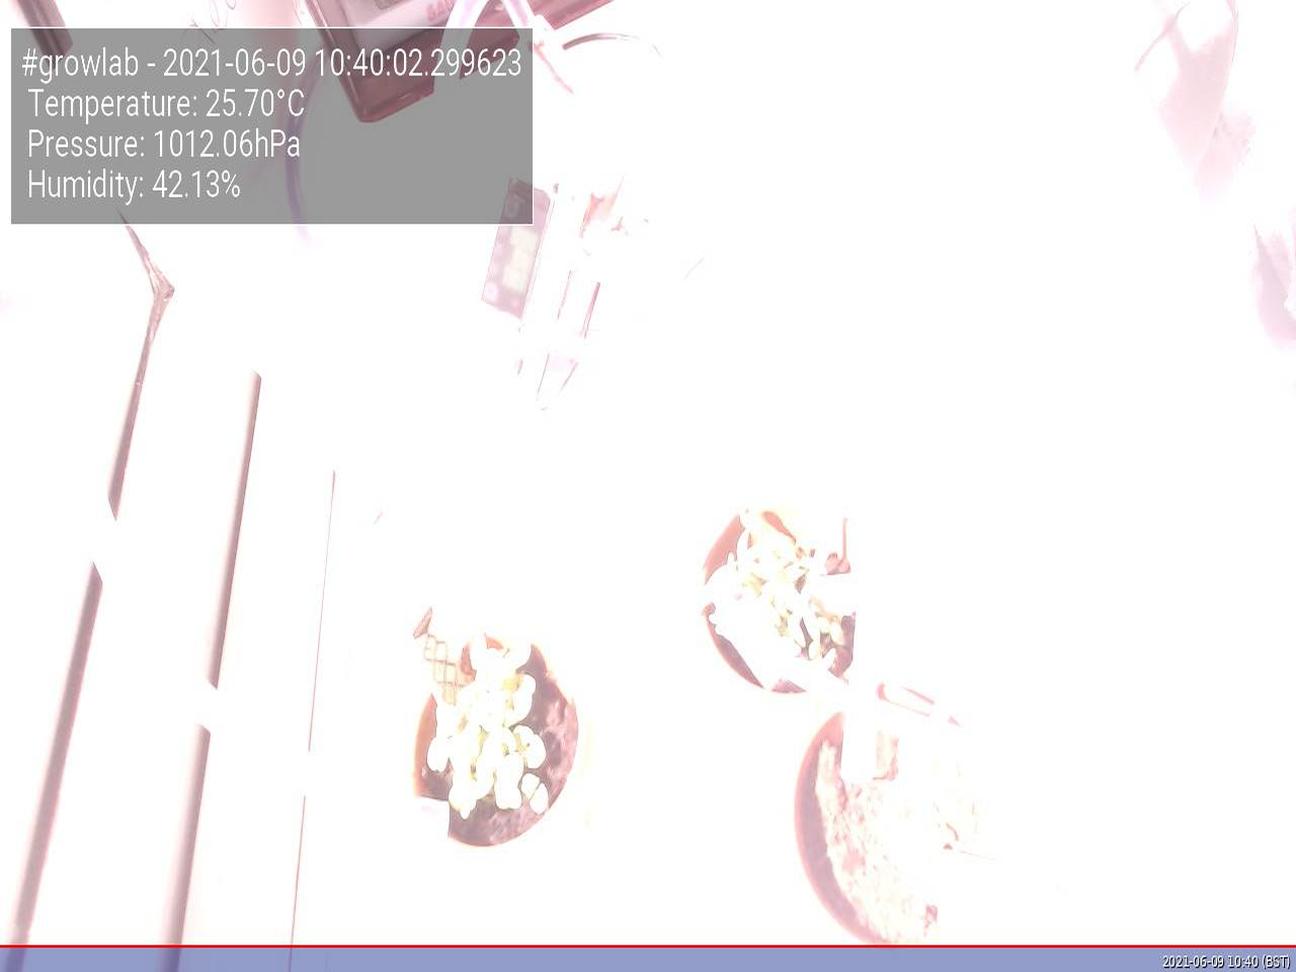 #growlab - 2021-06-09 10:40:02.299623
Temperature: 25.70°C
Pressure: 1012.06hPa
Humidity: 42.13%
2021-06-09 10:40 (BST)